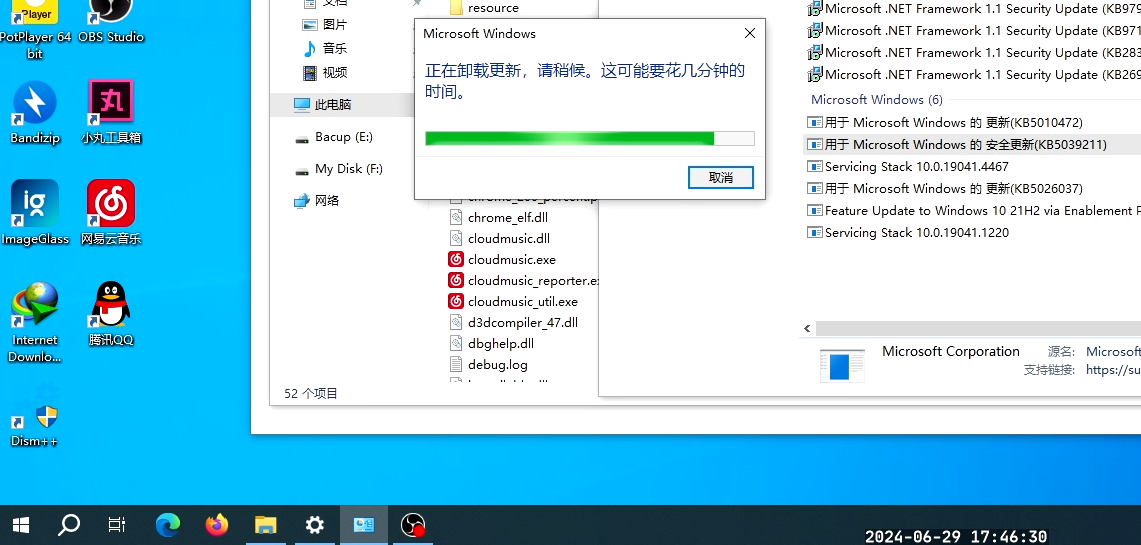 Player
PotPlayer 64
bit
OBS Studio
Bandizip
丸
小丸工具箱
ig
ImageGlass
网易云音乐
Internet
Downlo...
腾讯QQ
Dism++
文档
图片
音乐
视频
此电脑
Bacup (E:)
My Disk (F:)
网络
52 个项目
resource
chrome_elf.dll
cloudmusic.dll
cloudmusic.exe
cloudmusic_reporter.ex
cloudmusic_util.exe
d3dcompiler_47.dll
dbghelp.dll
debug.log
Microsoft Windows
正在卸载更新，请稍候。这可能要花几分钟的
时间。
取消
Microsoft .NET Framework 1.1 Security Update (KB979
Microsoft .NET Framework 1.1 Security Update (KB971
Microsoft .NET Framework 1.1 Security Update (KB283
Microsoft .NET Framework 1.1 Security Update (KB269
Microsoft Windows (6)
用于 Microsoft Windows 的 更新(KB5010472)
用于 Microsoft Windows 的 安全更新(KB5039211)
Servicing Stack 10.0.19041.4467
用于 Microsoft Windows 的 更新(KB5026037)
Feature Update to Windows 10 21H2 via Enablement P
Servicing Stack 10.0.19041.1220
Microsoft Corporation
源名: Microsoft
支持链接: https://su
2024-06-29 17:46:30